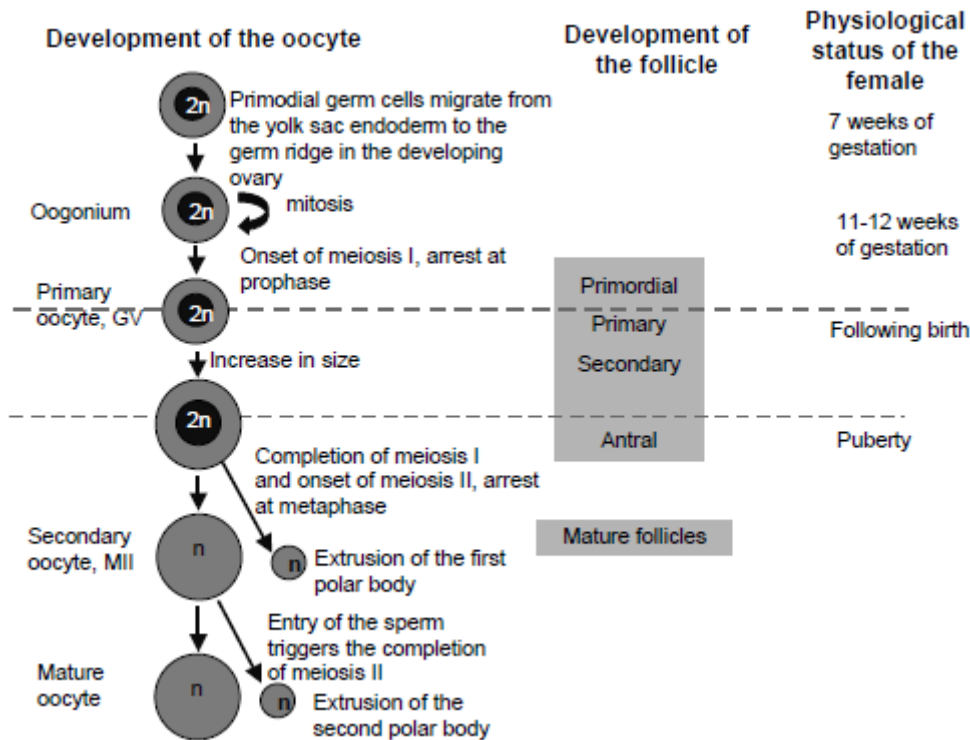 Development of the oocyte
Development of
the follicle
Physiological
status of the
female
2n
Primodial germ cells migrate from
the yolk sac endoderm to the
germ ridge in the developing
ovary
7 weeks of
gestation
Oogonium
2n
mitosis
11-12 weeks
of gestation
Onset of meiosis I, arrest at
prophase
Primary
oocyte, GV
2n
Primordial
Primary
Following birth
Increase in size
Secondary
2n
Antral
Puberty
Completion of meiosis I
and onset of meiosis II, arrest
at metaphase
Secondary
oocyte, MII
n
Mature follicles
n
Extrusion of the first
polar body
Entry of the sperm
triggers the completion
of meiosis II
Mature
oocyte
n
n
Extrusion of the
second polar body